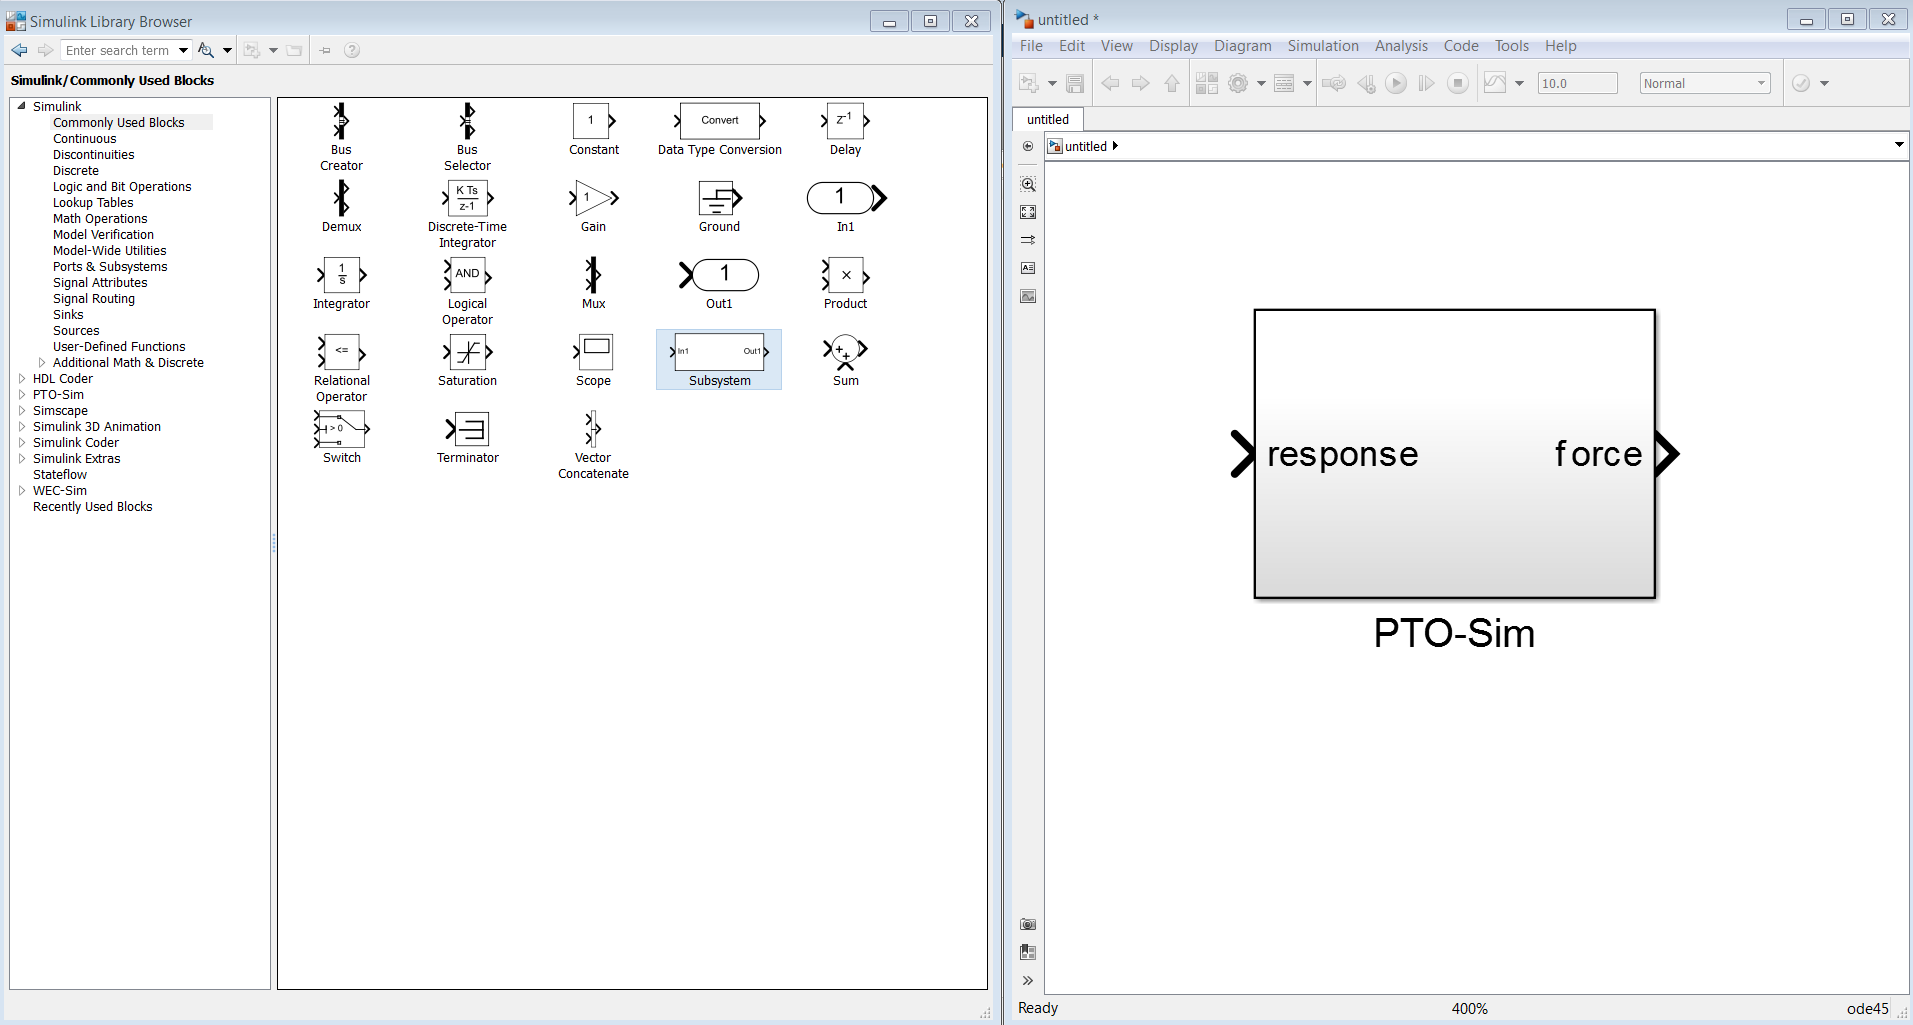 Simulink Library Browser
Enter search term
Simulink/Commonly Used Blocks
Simulink
Commonly Used Blocks
Continuous
Discontinuities
Discrete
Logic and Bit Operations
Lookup Tables
Math Operations
Model Verification
Model-Wide Utilities
Ports & Subsystems
Signal Attributes
Signal Routing
Sinks
Sources
User-Defined Functions
Additional Math & Discrete
HDL Coder
PTO-Sim
Simscape
Simulink 3D Animation
Simulink Coder
Simulink Extras
Stateflow
WEC-Sim
Recently Used Blocks
1 Convert z-1
Bus Creator
Bus Selector
Constant
Data Type Conversion
Delay
K Ts
z-1
1
1
Demux
Discrete-Time Integrator
Gain
Ground
In1
1
s
AND
1
×
Integrator
Logical Operator
Mux
Out1
Product
<=
In1 Out1
+
+
Relational Operator
Saturation
Scope
Subsystem
Sum
> 0
Switch
Terminator
Vector Concatenate
untitled *
File Edit View Display Diagram Simulation Analysis Code Tools Help
10.0 Normal
untitled
untitled
response force
PTO-Sim
Ready 400% ode45